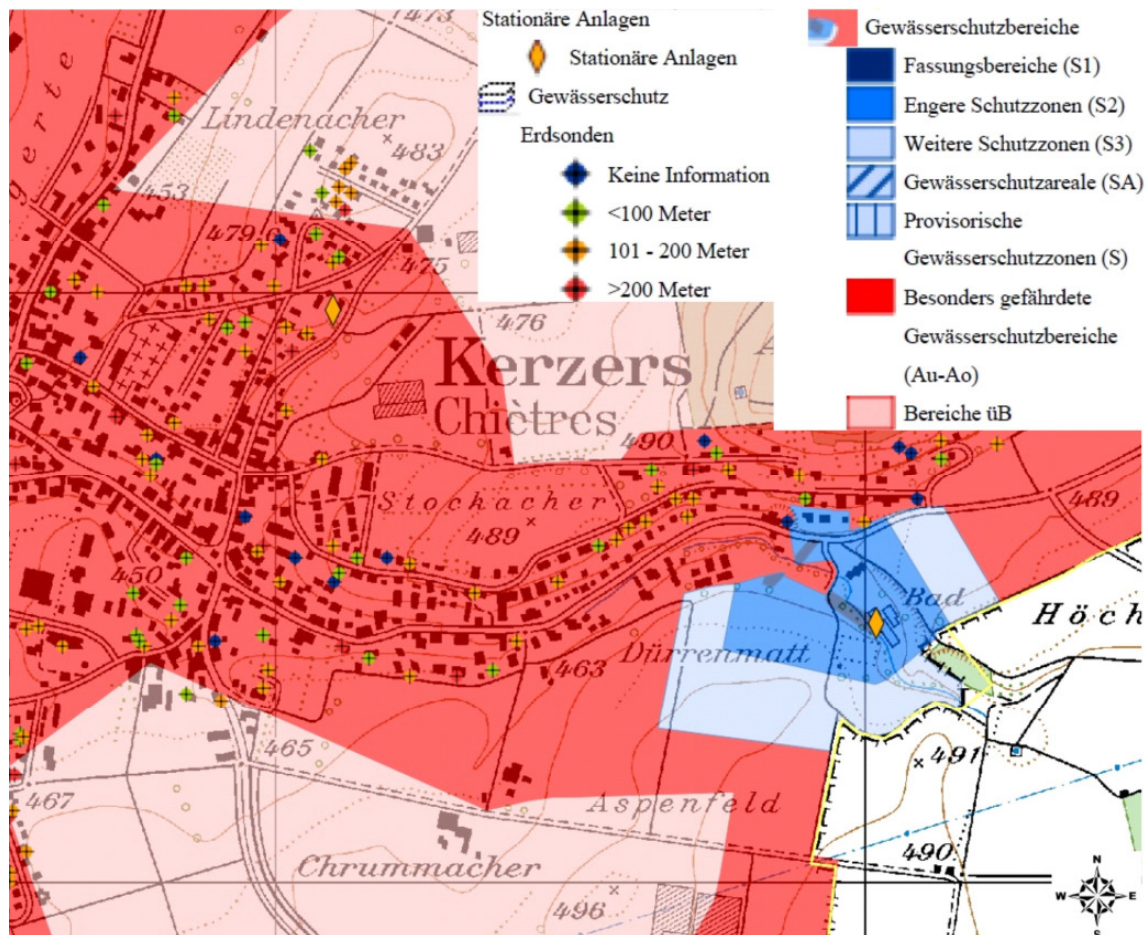 473
Lindenacher
483
453
479.6
475
476
Kerzers
Chiètres
490
Stockacher
489
489
450
Bad
Höch
Dürrenmatt
463
465
491
467
Aspenfeld
Chrummacher
490
496
N
W E
S
Stationäre Anlagen
Stationäre Anlagen
Gewässerschutz
Erdsonden
Keine Information
<100 Meter
101 - 200 Meter
>200 Meter
Gewässerschutzbereiche
Fassungsbereiche (S1)
Engere Schutzzonen (S2)
Weitere Schutzzonen (S3)
Gewässerschutzareale (SA)
Provisorische
Gewässerschutzzonen (S)
Besonders gefährdete
Gewässerschutzbereiche
(Au-Ao)
Bereiche üB